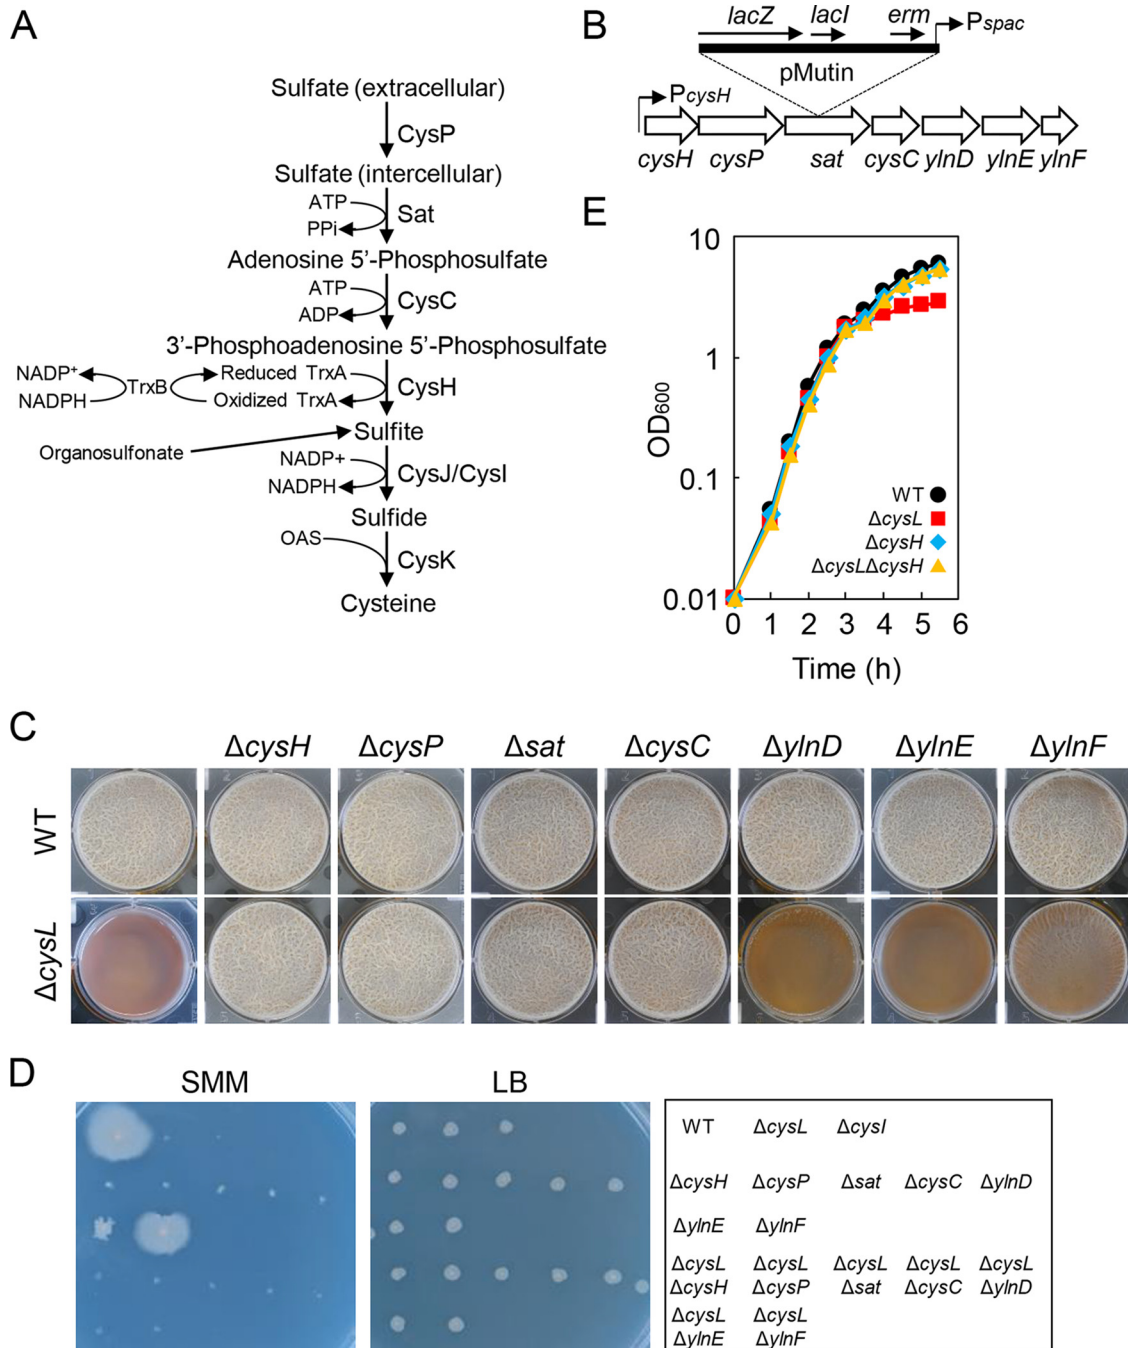 A
Sulfate (extracellular)
CysP
Sulfate (intercellular)
ATP
Sat
PPi
Adenosine 5'-Phosphosulfate
ATP
CysC
ADP
3'-Phosphoadenosine 5'-Phosphosulfate
NADP+
Reduced TrxA
TrxB
CysH
NADPH
Oxidized TrxA
Sulfite
Organosulfonate
NADP+
CysJ/CysI
NADPH
Sulfide
OAS
CysK
Cysteine
B
lacZ lacI erm
Pspac
pMutin
PcysH
cysH cysP sat cysC ylnD ylnE ylnF
E
10
1
0.1
0.01
OD600
WT
ΔcysL
ΔcysH
ΔcysLΔcysH
0 1 2 3 4 5 6
Time (h)
C
ΔcysH ΔcysP Δsat ΔcysC ΔylnD ΔylnE ΔylnF
WT
ΔcysL
D
SMM LB
WT ΔcysL ΔcysI
ΔcysH ΔcysP Δsat ΔcysC ΔylnD
ΔylnE ΔylnF
ΔcysL ΔcysL ΔcysL ΔcysL ΔcysL
ΔcysH ΔcysP Δsat ΔcysC ΔylnD
ΔcysL ΔcysL
ΔylnE ΔylnF